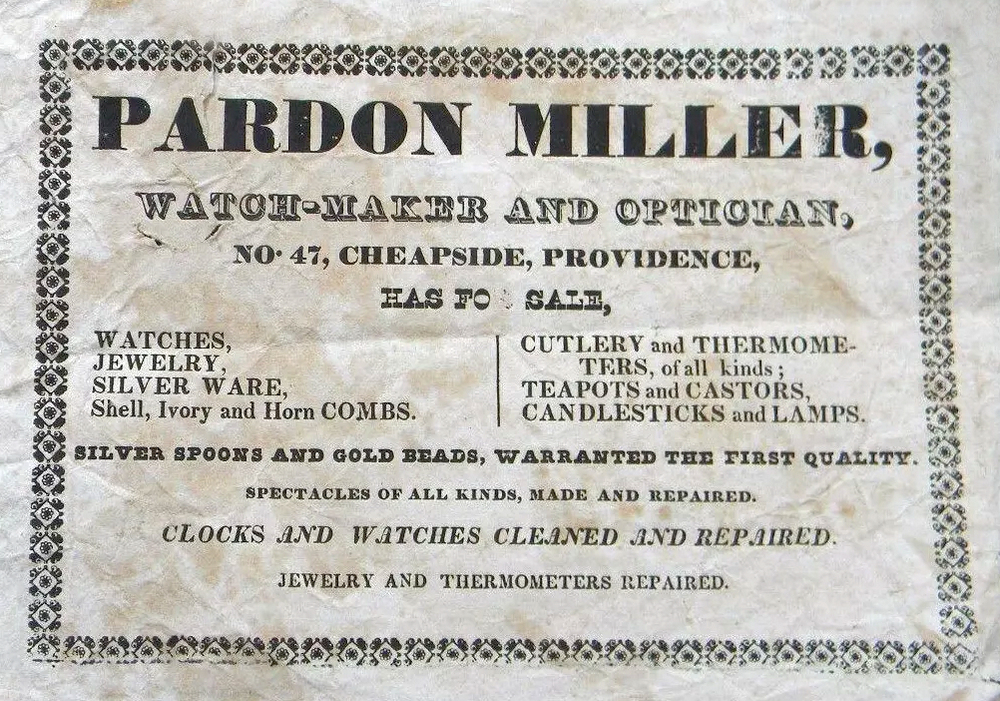 PARDON MILLER,
WATCH-MAKER AND OPTICIAN,
NO· 47, CHEAPSIDE, PROVIDENCE,
HAS FO SALE,
WATCHES,
JEWELRY,
SILVER WARE,
Shell, Ivory and Horn COMBS.
CUTLERY and THERMOME-
TERS, of all kinds;
TEAPOTS and CASTORS,
CANDLESTICKS and LAMPS.
SILVER SPOONS AND GOLD BEADS, WARRANTED THE FIRST QUALITY.
SPECTACLES OF ALL KINDS, MADE AND REPAIRED.
CLOCKS AND WATCHES CLEANED AND REPAIRED.
JEWELRY AND THERMOMETERS REPAIRED.